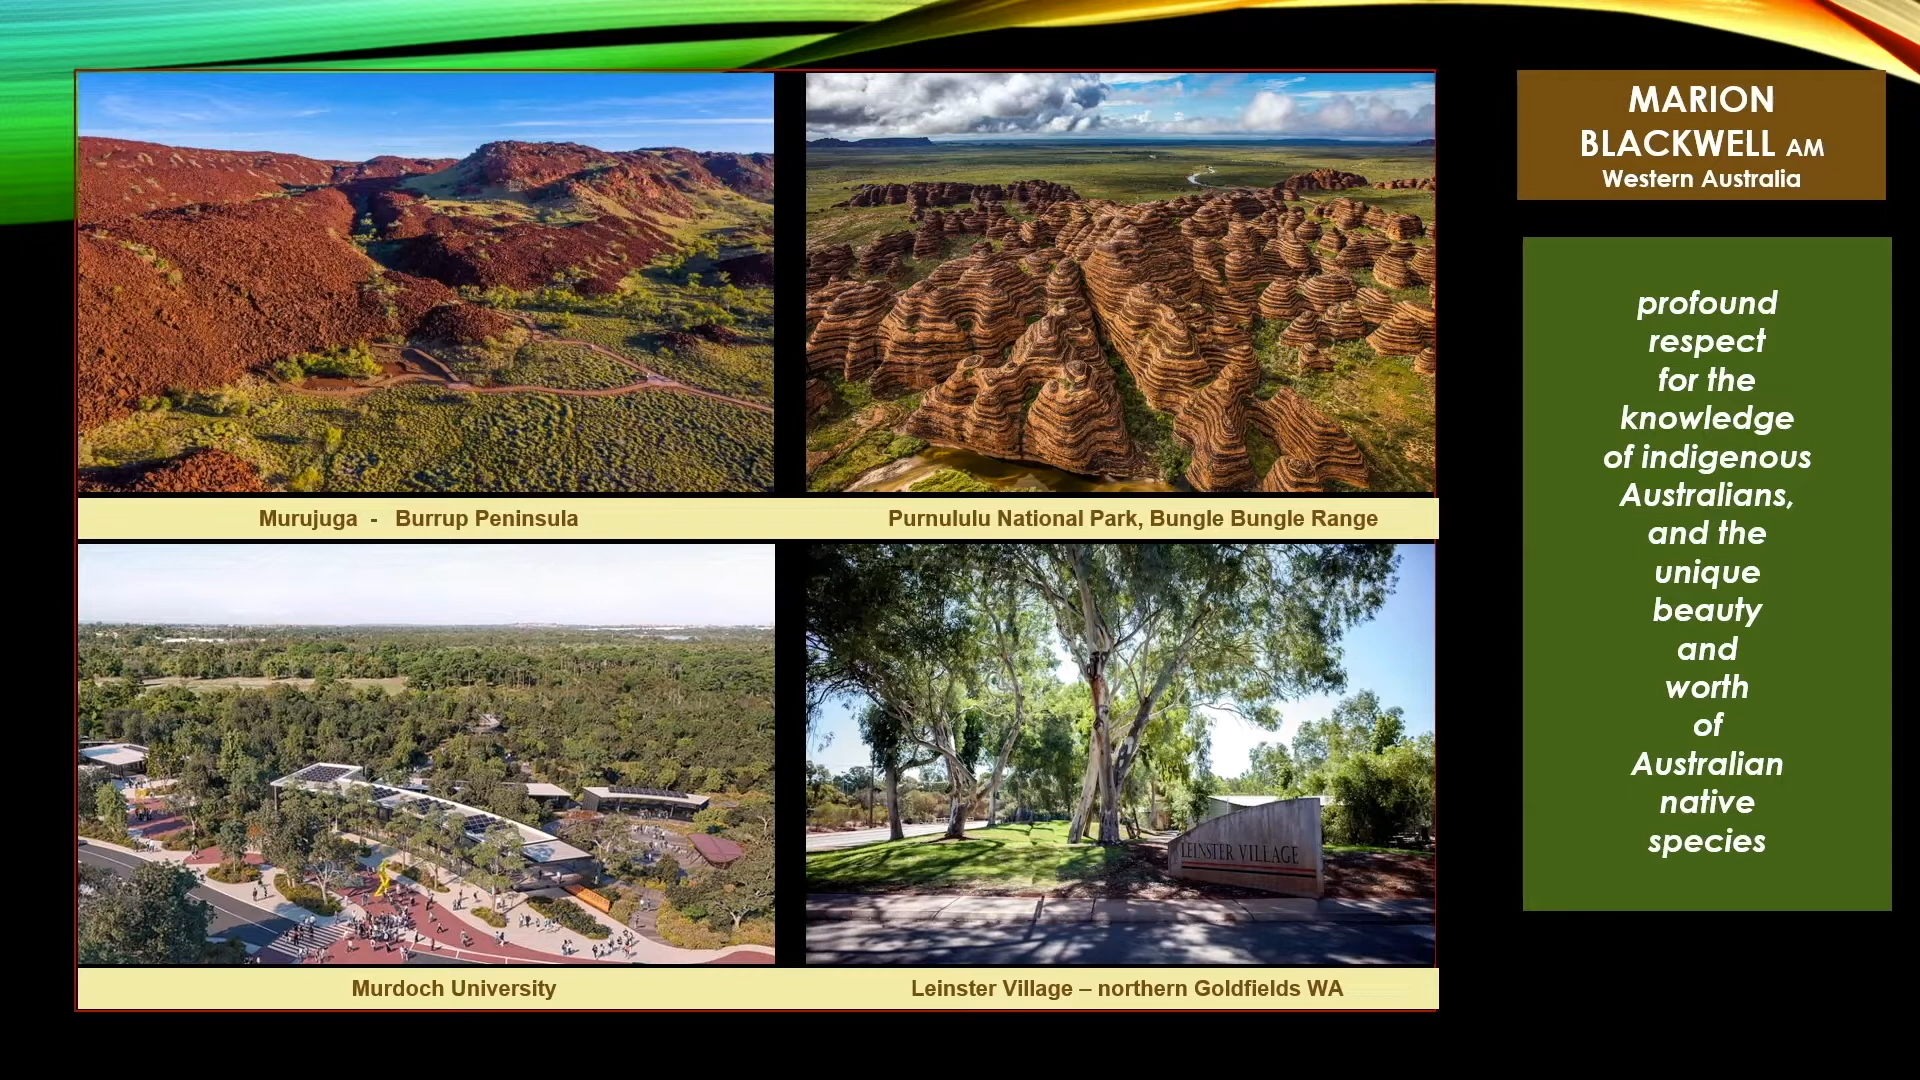 MARION
BLACKWELL AM
Western Australia
Murujuga - Burrup Peninsula
Purnululu National Park, Bungle Bungle Range
LEINSTER VILLAGE
Murdoch University
Leinster Village – northern Goldfields WA
profound
respect
for the
knowledge
of indigenous
Australians,
and the
unique
beauty
and
worth
of
Australian
native
species